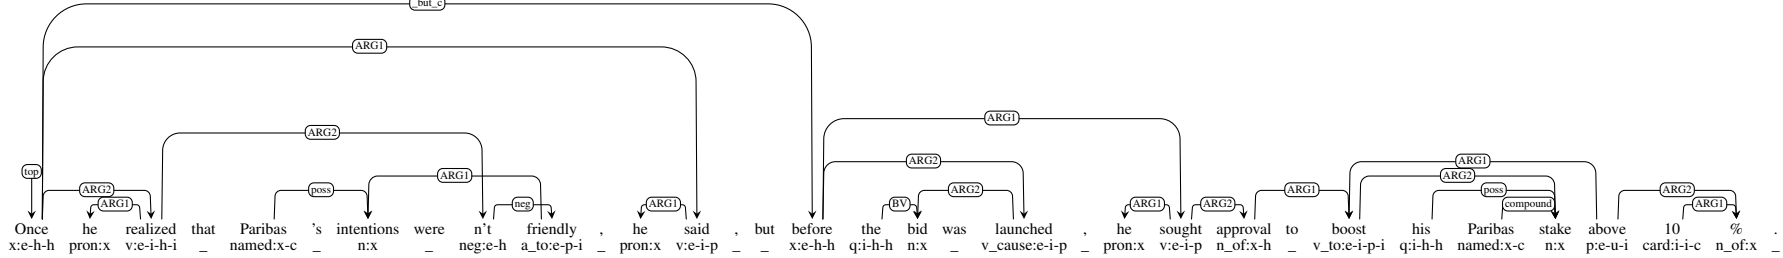 _but_c
ARG1
ARG1
ARG2
top
ARG2
ARG1
ARG2
poss
ARG1
neg
ARG1
ARG2
BV
ARG2
ARG1
ARG2
ARG1
ARG1
ARG2
poss
compound
ARG2
ARG1
Once he realized that Paribas 's intentions were n't friendly , he said , but before the bid was launched , he sought approval to boost his Paribas stake above 10 % .
x:e-h-h pron:x v:e-i-h-i _ named:x-c _ n:x _ neg:e-h a_to:e-p-i _ pron:x v:e-i-p _ _ x:e-h-h q:i-h-h n:x _ v_cause:e-i-p _ pron:x v:e-i-p n_of:x-h _ v_to:e-i-p-i q:i-h-h named:x-c n:x p:e-u-i card:i-i-c n_of:x _